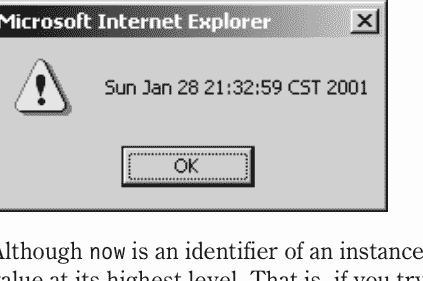 Microsoft Internet Explorer
Sun Jan 28 21:32:59 CST 2001
OK
Although now is an identifier of an instance
value at its highest level. That is, if you try